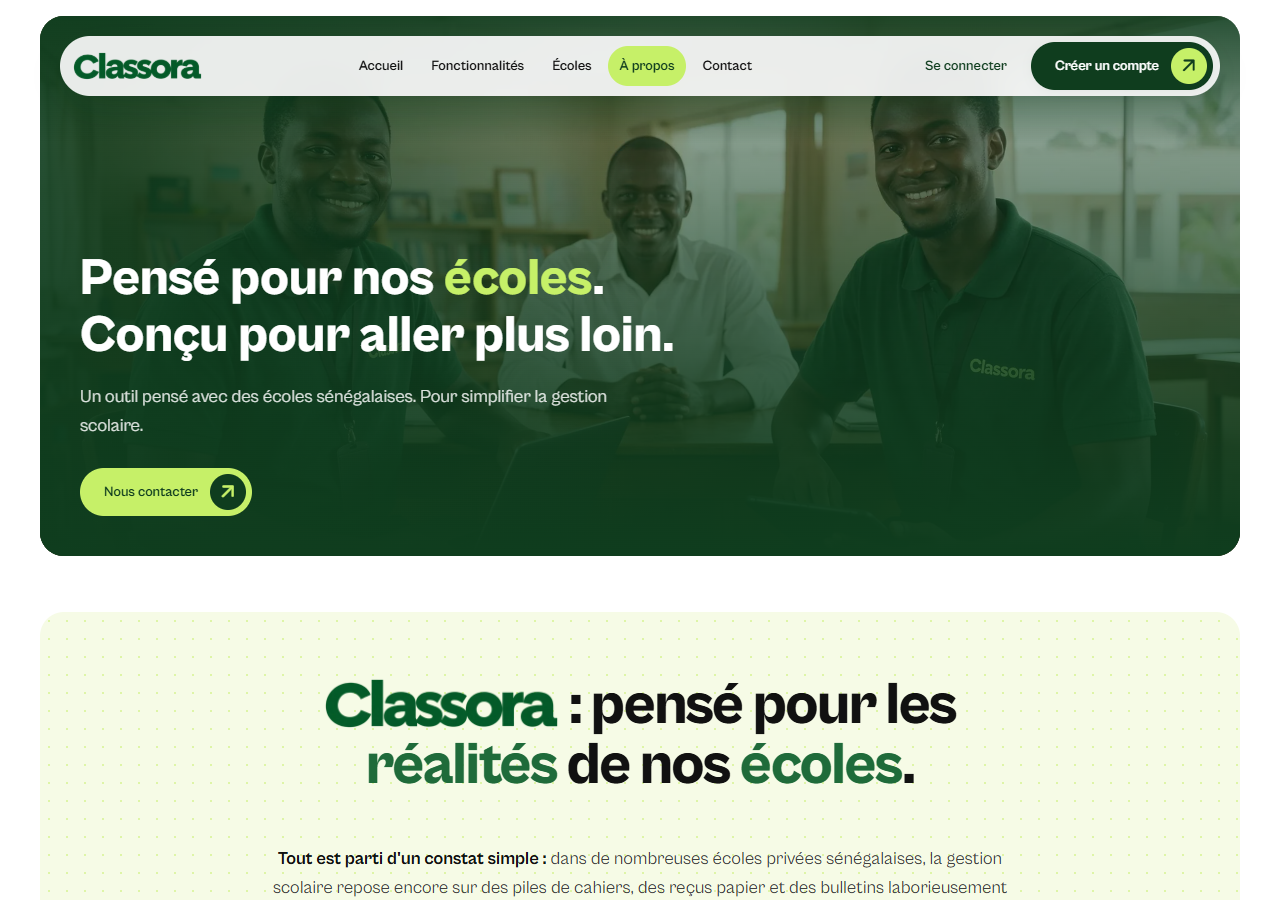 Classora
Accueil
Fonctionnalités
Écoles
À propos
Contact
Se connecter
Créer un compte
Pensé pour nos écoles.
Conçu pour aller plus loin.
Classora
Un outil pensé avec des écoles sénégalaises. Pour simplifier la gestion
scolaire.
Nous contacter
Classora : pensé pour les
réalités de nos écoles.
Tout est parti d'un constat simple : dans de nombreuses écoles privées sénégalaises, la gestion
scolaire repose encore sur des piles de cahiers, des reçus papier et des bulletins laborieusement